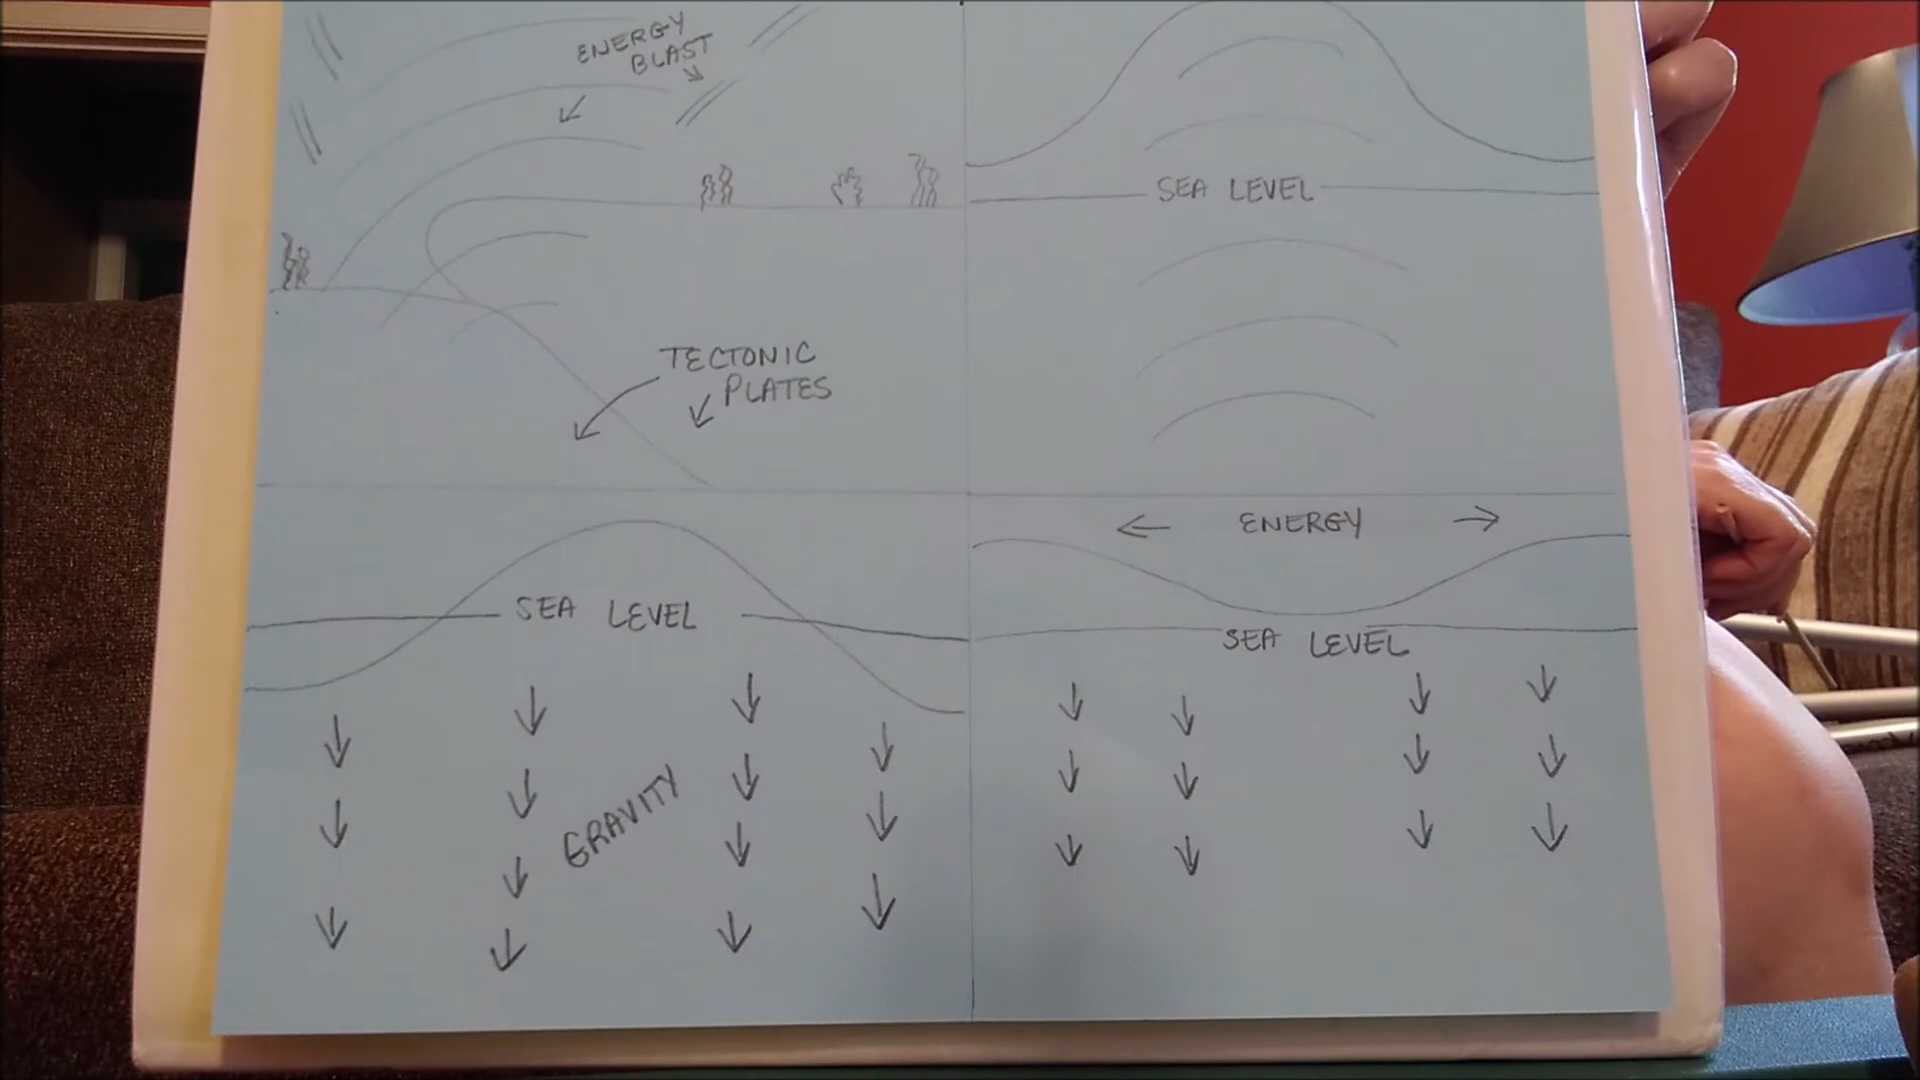 ENERGY
BLAST
TECTONIC
PLATES
SEA LEVEL
SEA LEVEL
GRAVITY
ENERGY
SEA LEVEL